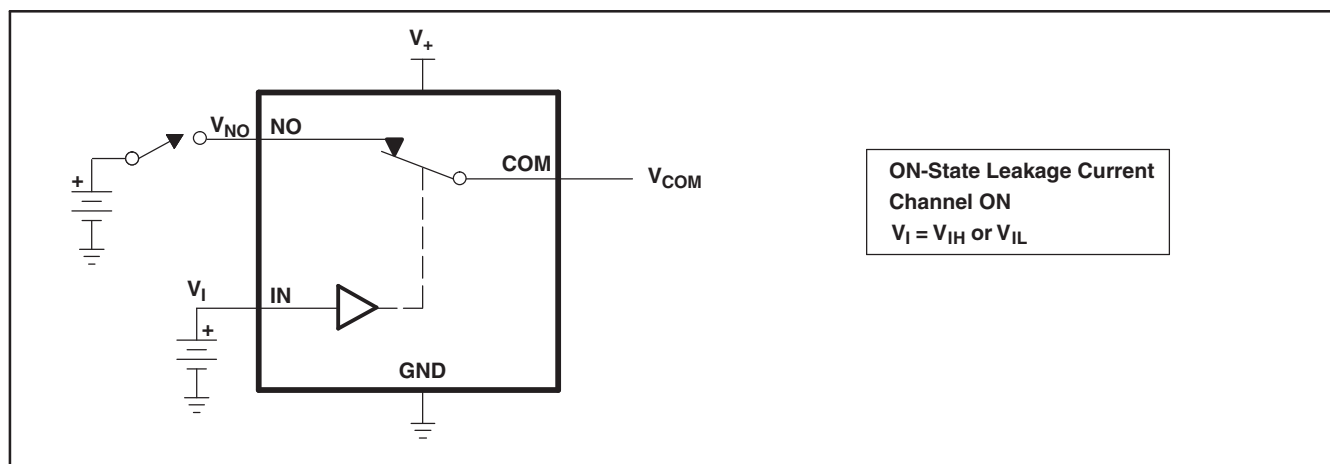 V+
VNO NO
COM
VCOM
+
VI IN
+
GND
ON-State Leakage Current
Channel ON
VI = VIH or VIL